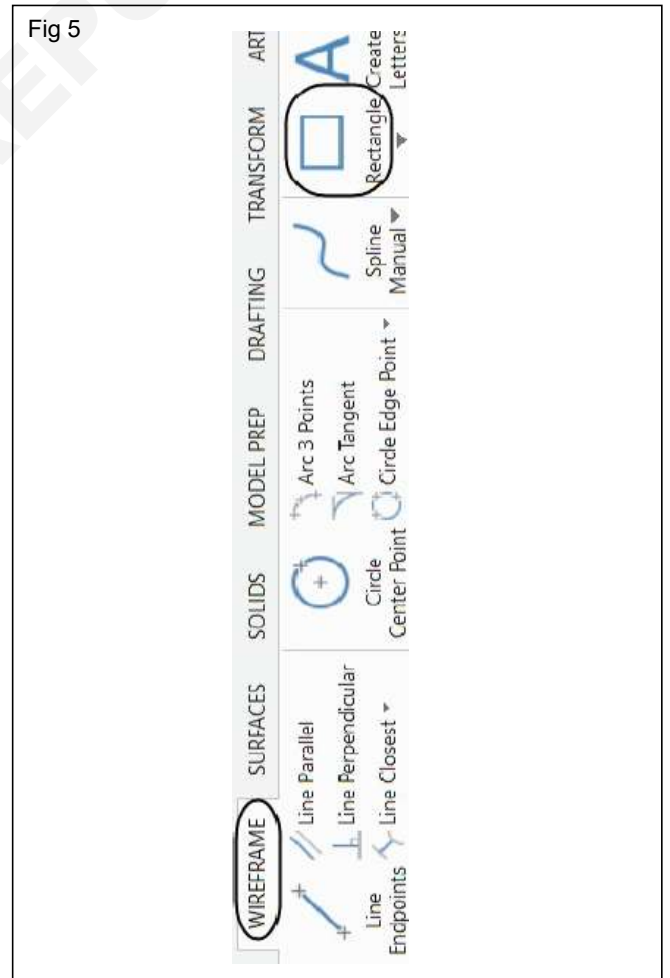 Fig 5
WIREFRAME SURFACES SOLIDS MODEL PREP DRAFTING TRANSFORM ART
Line
Endpoints
Line Parallel
Line Perpendicular
Line Closest
Circle
Center Point
Arc 3 Points
Arc Tangent
Circle Edge Point
Spline
Manual
Rectangle
Create
Letters